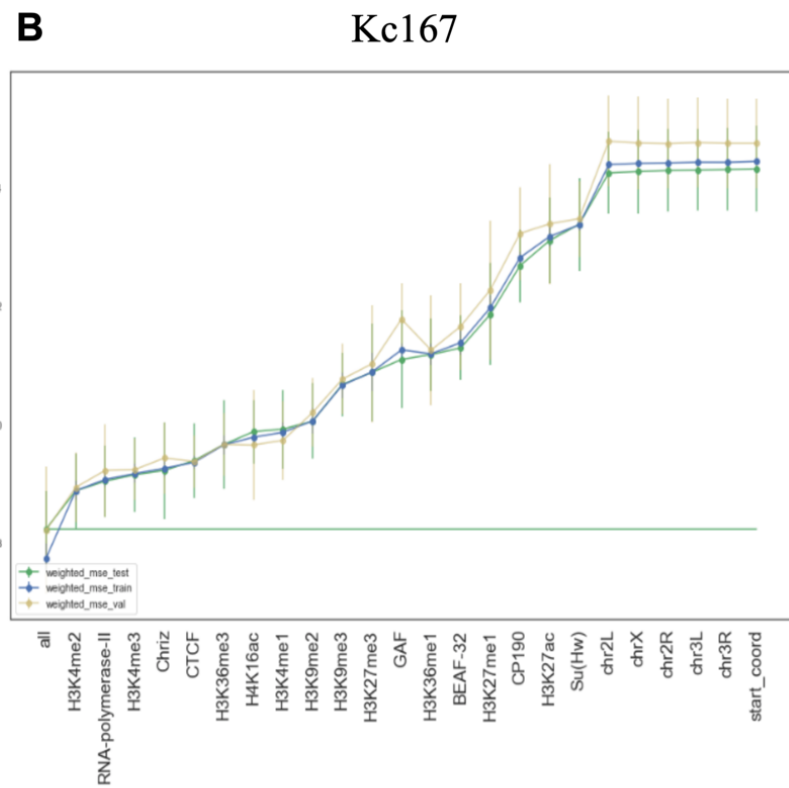 B
Kc167
weighted_mse_test
weighted_mse_train
weighted_mse_val
all
H3K4me2
RNA-polymerase-II
H3K4me3
Chriz
CTCF
H3K36me3
H4K16ac
H3K4me1
H3K9me2
H3K9me3
H3K27me3
GAF
H3K36me1
BEAF-32
H3K27me1
CP190
H3K27ac
Su(Hw)
chr2L
chrX
chr2R
chr3L
chr3R
start_coord